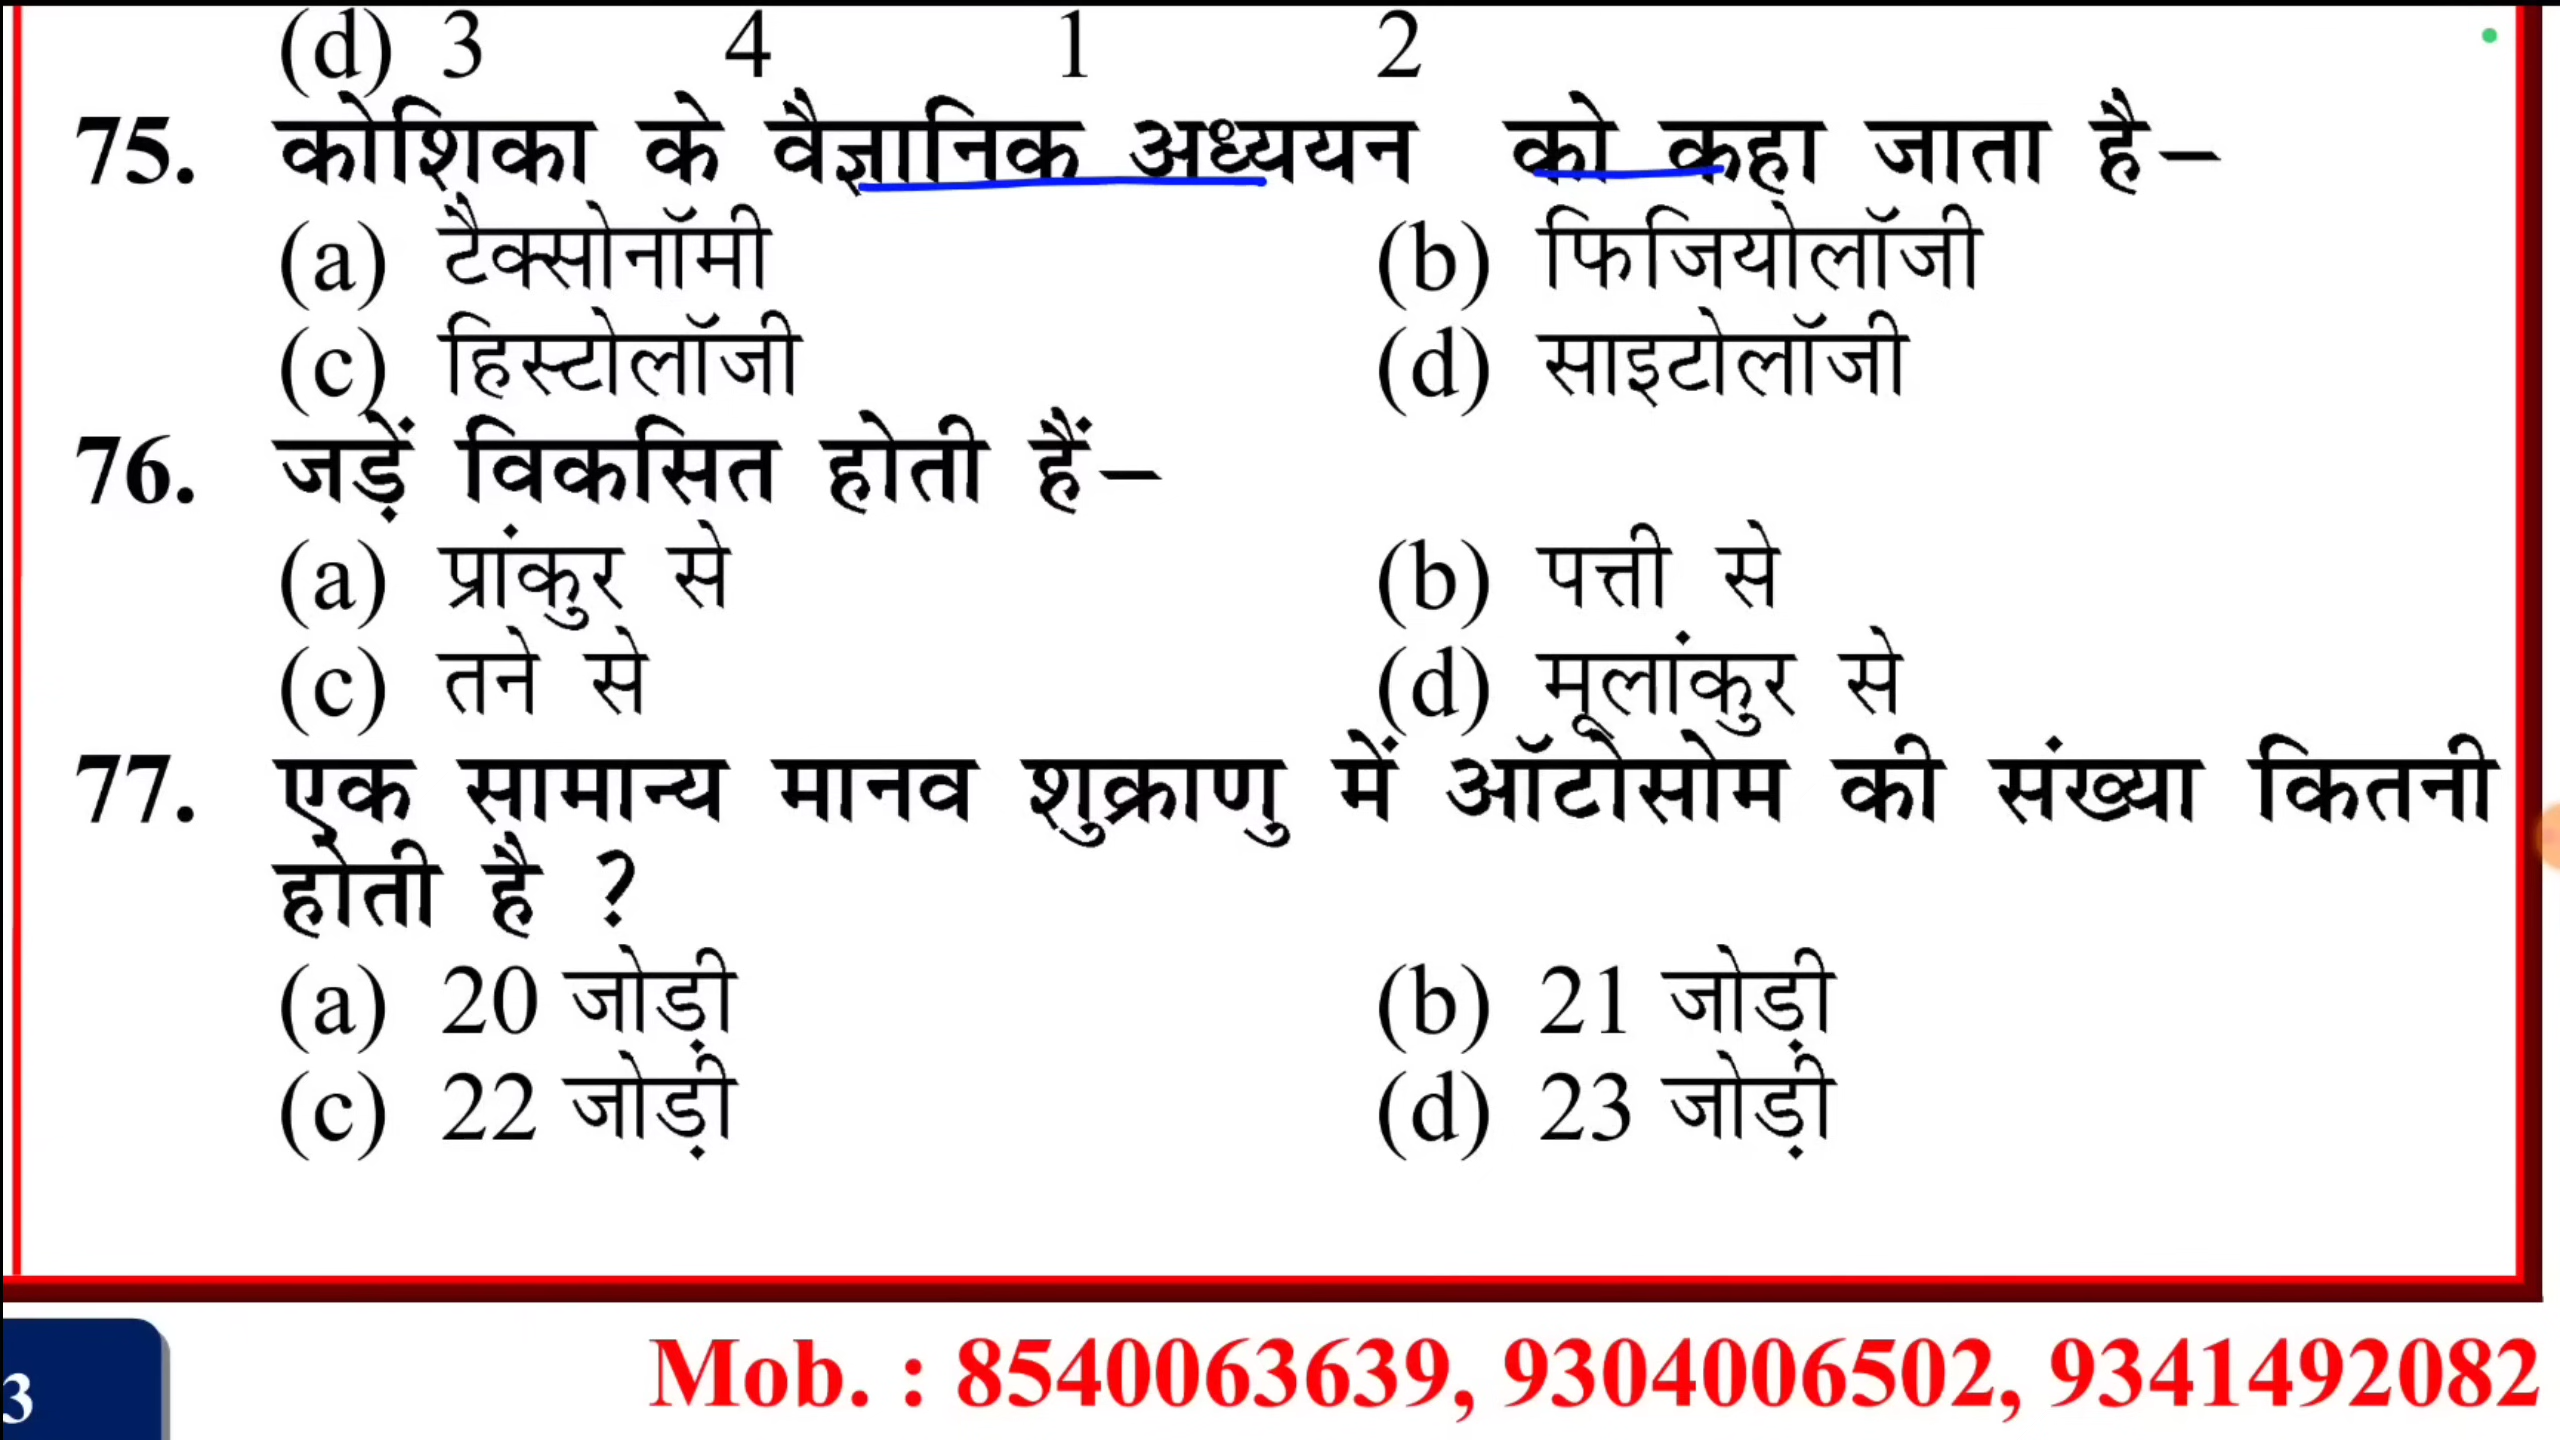 (d) 3 4 1 2
75. कोशिका के वैज्ञानिक अध्ययन को कहा जाता है–
(a) टैक्सोनॉमी (b) फिजियोलॉजी
(c) हिस्टोलॉजी (d) साइटोलॉजी
76. जड़ें विकसित होती हैं–
(a) प्रांकुर से (b) पत्ती से
(c) तने से (d) मूलांकुर से
77. एक सामान्य मानव शुक्राणु में ऑटोसोम की संख्या कितनी
होती है ?
(a) 20 जोड़ी (b) 21 जोड़ी
(c) 22 जोड़ी (d) 23 जोड़ी
3 Mob. : 8540063639, 9304006502, 9341492082